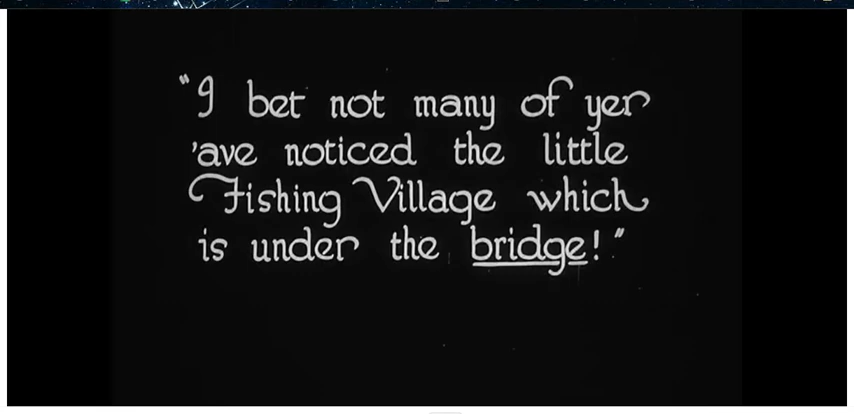 "I bet not many of yer
'ave noticed the little
Fishing Village which
is under the bridge!"